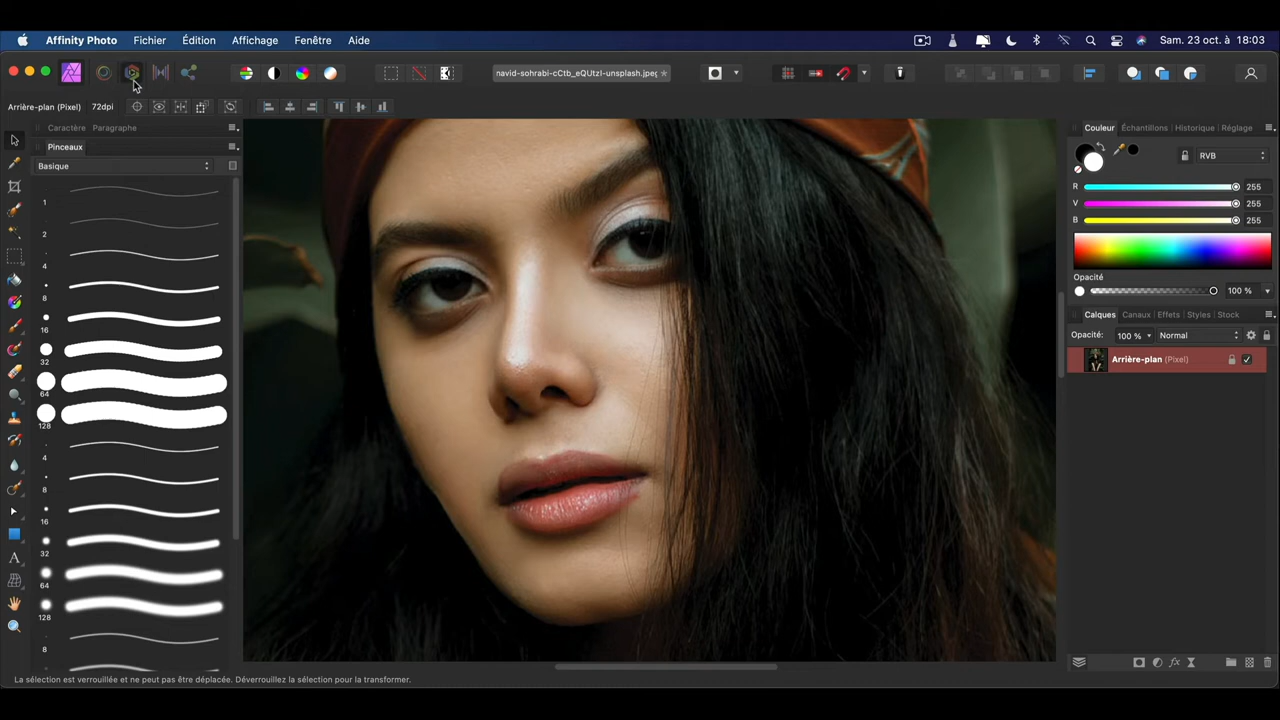 Affinity Photo Fichier Édition Affichage Fenêtre Aide Sam. 23 oct. à 18:03
navid-sohrabi-cCtb_eQUtzI-unsplash.jpeg
Arrière-plan (Pixel) 72dpi
Caractère Paragraphe
Pinceaux
Basique
1
2
4
8
16
32
64
128
4
8
16
32
64
128
8
Couleur Échantillons Historique Réglage
RVB
R 255
V 255
B 255
Opacité
100 %
Calques Canaux Effets Styles Stock
Opacité: 100 % Normal
Arrière-plan (Pixel)
La sélection est verrouillée et ne peut pas être déplacée. Déverrouillez la sélection pour la transformer.